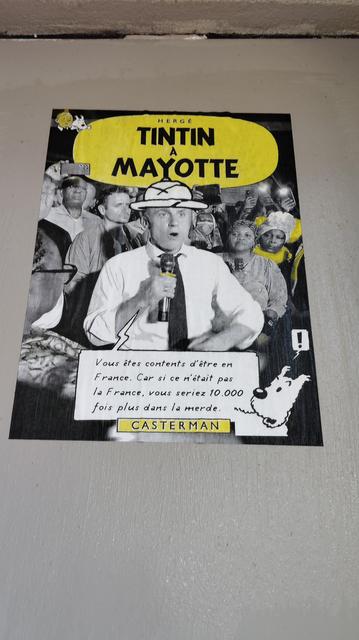 HERGÉ
TINTIN
À
MAYOTTE
!
Vous êtes contents d'être en
France. Car si ce n'était pas
la France, vous seriez 10.000
fois plus dans la merde.
CASTERMAN